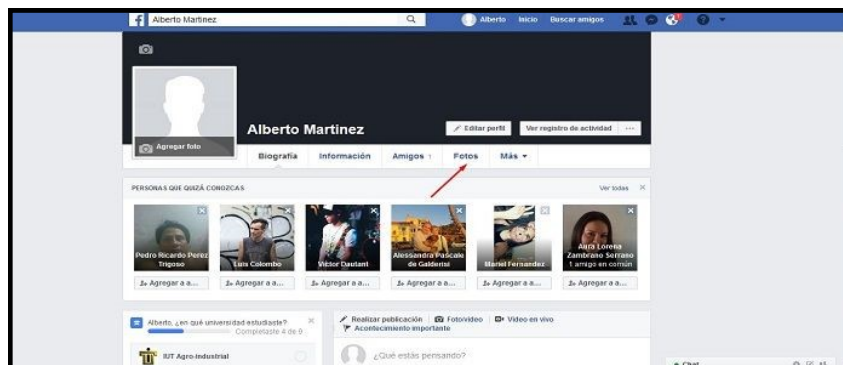 f Alberto Martinez
Alberto Inicio Buscar amigos
Alberto Martinez
Editar perfil Ver registro de actividad ...
Agregar foto
Biografía Información Amigos 1 Fotos Más
PERSONAS QUE QUIZÁ CONOZCAS Ver todas
Pedro Ricardo Perez Trigoso
Luis Colombo
Victor Dautant
Alessandra Pascale de Galderisi
Mariel Fernandez
Aura Lorena Zambrano Serrano
1 amigo en común
Agregar a a... Agregar a a... Agregar a a... Agregar a a... Agregar a a... Agregar a a...
Alberto, ¿en qué universidad estudiaste?
Completaste 4 de 9
IUT Agro-Industrial
Realizar publicación Foto/video Video en vivo
Acontecimiento importante
¿Qué estás pensando?
Chat